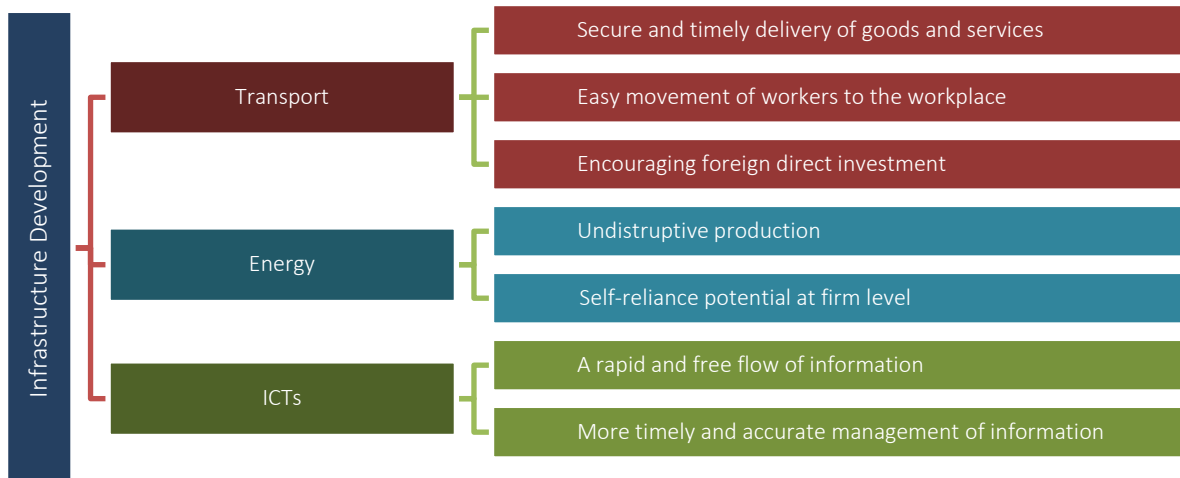 Infrastructure Development
Transport
Secure and timely delivery of goods and services
Easy movement of workers to the workplace
Encouraging foreign direct investment
Energy
Undistruptive production
Self-reliance potential at firm level
ICTs
A rapid and free flow of information
More timely and accurate management of information